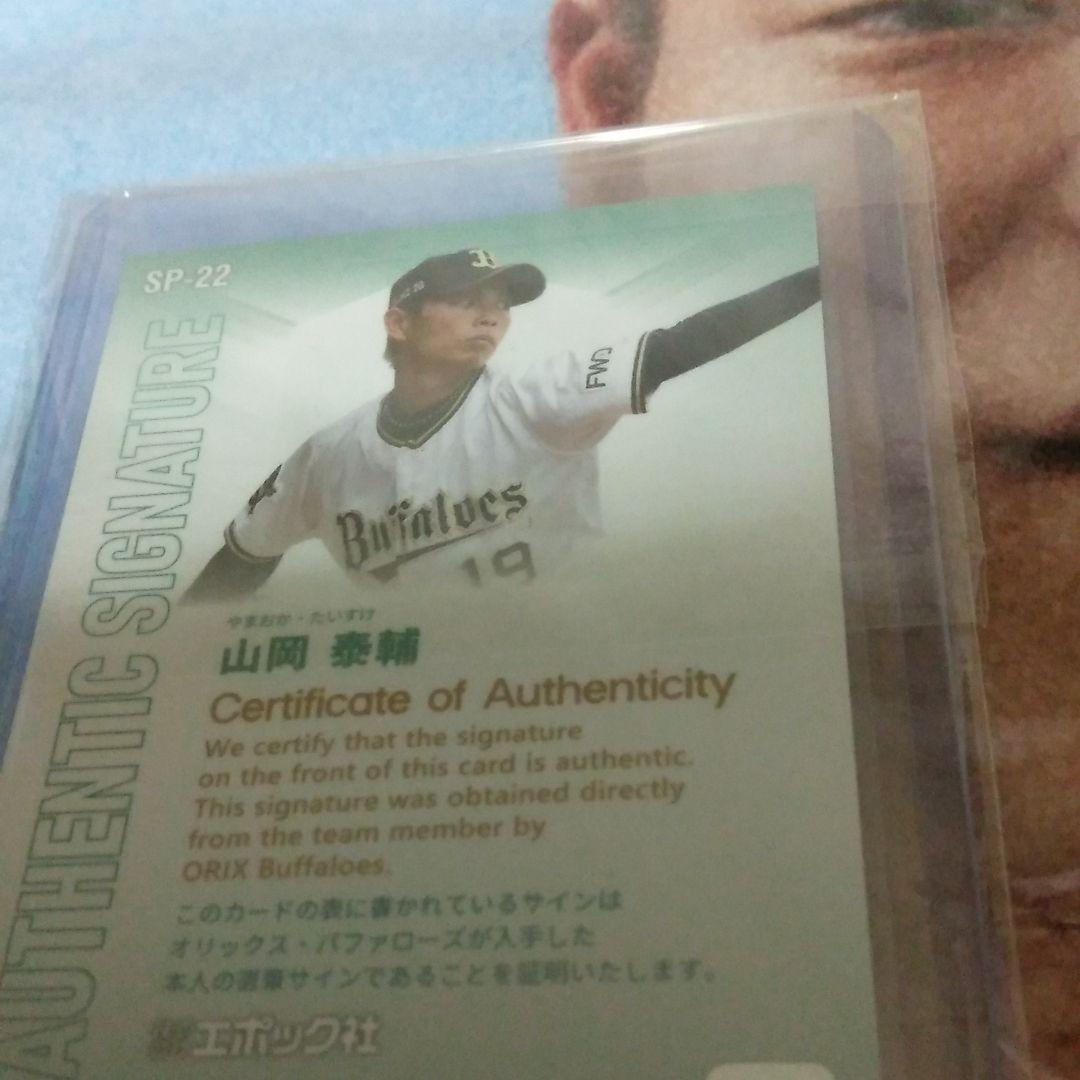 SP-22
AUTHENTIC SIGNATURE
B
FWD
Buffaloes
19
やまおか・たいすけ
山岡 泰輔
Certificate of Authenticity
We certify that the signature
on the front of this card is authentic.
This signature was obtained directly
from the team member by
ORIX Buffaloes.
このカードの表に書かれているサインは
オリックス・バファローズが入手した
本人の直筆サインであることを証明いたします。
エポック社